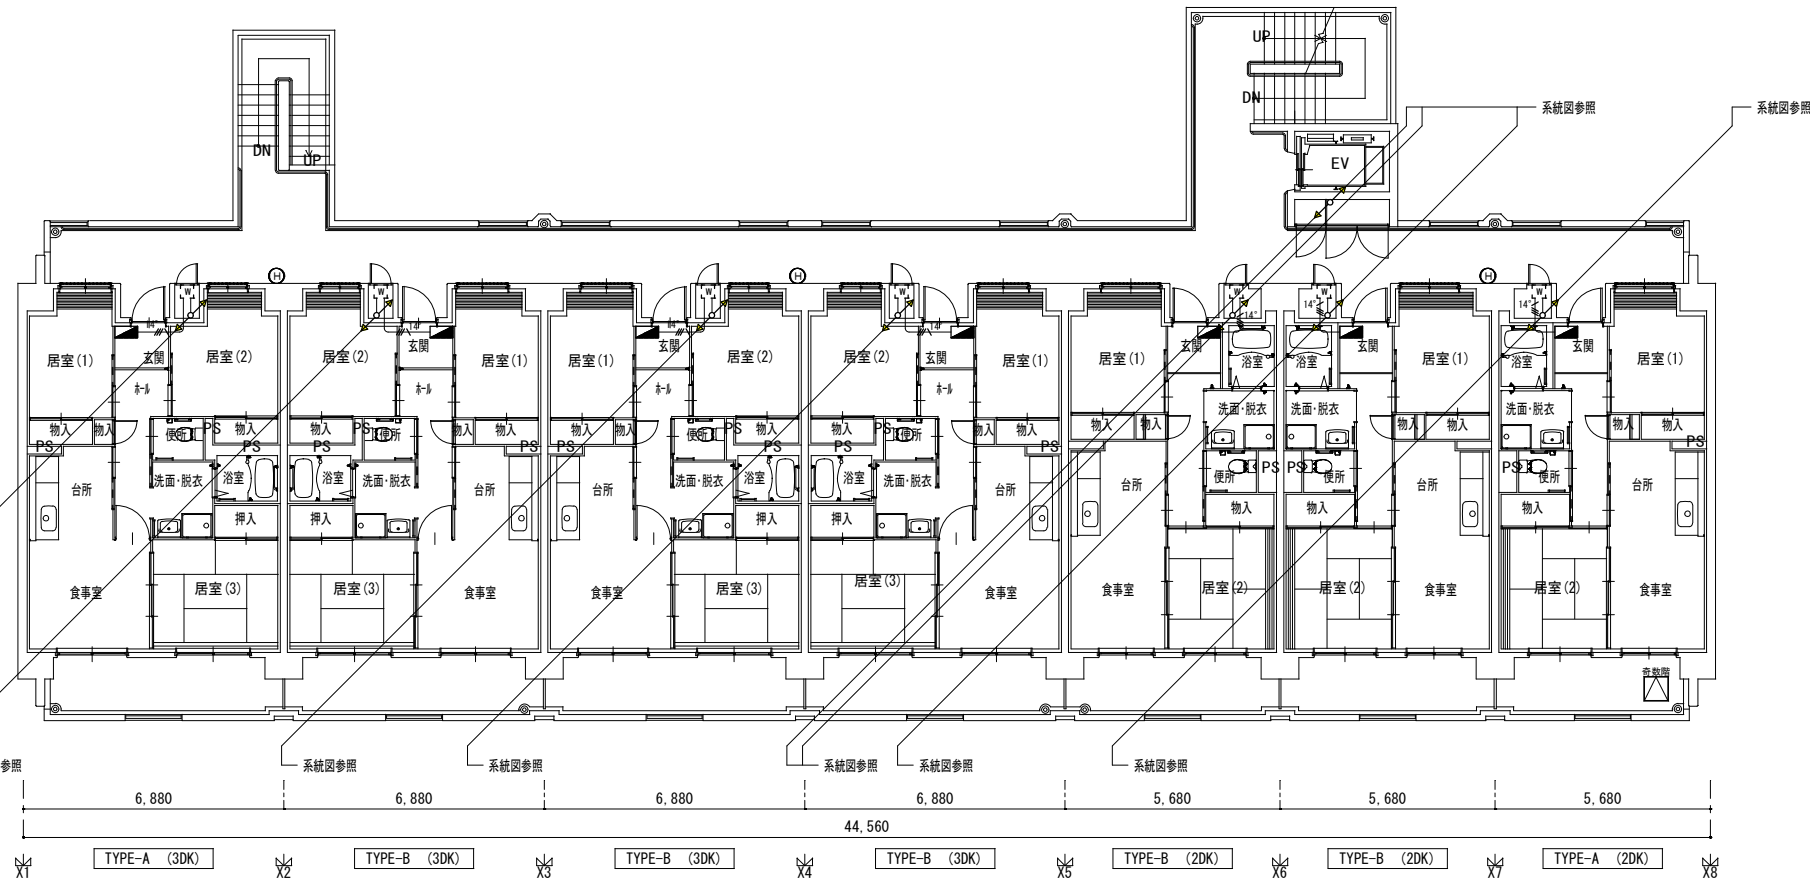 UP
DN
UP
DN
EV
系統図参照
系統図参照
H
H
H
W
W
W
W
W
W
W
14°
14
14°
14
14°
14°
14°
玄関
玄関
玄関
玄関
玄関
玄関
玄関
居室(1)
居室(2)
居室(2)
居室(1)
居室(1)
居室(2)
居室(2)
居室(1)
居室(1)
浴室
浴室
居室(1)
浴室
居室(1)
ホール
ホール
ホール
ホール
洗面・脱衣
洗面・脱衣
洗面・脱衣
物入
物入
便所
PS
物入
物入
PS
便所
物入
物入
物入
物入
便所
PS
物入
物入
PS
便所
物入
物入
物入
物入
物入
物入
物入
物入
PS
PS
PS
PS
PS
PS
PS
台所
洗面・脱衣
浴室
浴室
洗面・脱衣
台所
台所
洗面・脱衣
浴室
浴室
洗面・脱衣
台所
台所
便所
PS
PS
便所
台所
PS
便所
台所
押入
押入
押入
押入
物入
物入
物入
食事室
居室(3)
居室(3)
食事室
食事室
居室(3)
居室(3)
食事室
食事室
居室(2)
居室(2)
食事室
居室(2)
食事室
奇数階
参照
系統図参照
系統図参照
系統図参照
系統図参照
系統図参照
6,880
6,880
6,880
6,880
5,680
5,680
5,680
44,560
TYPE-A (3DK)
TYPE-B (3DK)
TYPE-B (3DK)
TYPE-B (3DK)
TYPE-B (2DK)
TYPE-B (2DK)
TYPE-A (2DK)
X1
X2
X3
X4
X5
X6
X7
X8